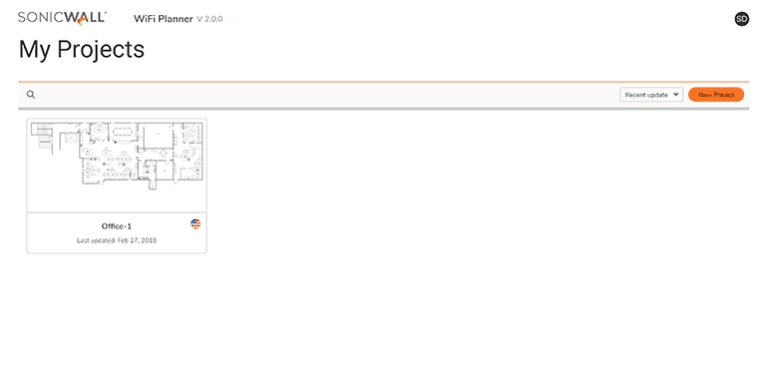 SONICWALL WiFi Planner V 2.0.0 SD
My Projects
Recent update New Project
Office-1
Last updated: Feb 27, 2018